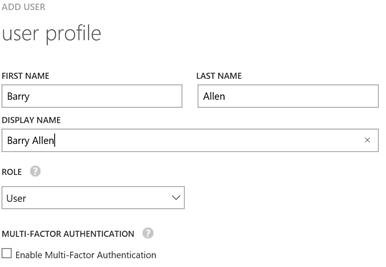 ADD USER
user profile
FIRST NAME LAST NAME
Barry Allen
DISPLAY NAME
Barry Allen
ROLE ?
User
MULTI-FACTOR AUTHENTICATION ?
Enable Multi-Factor Authentication